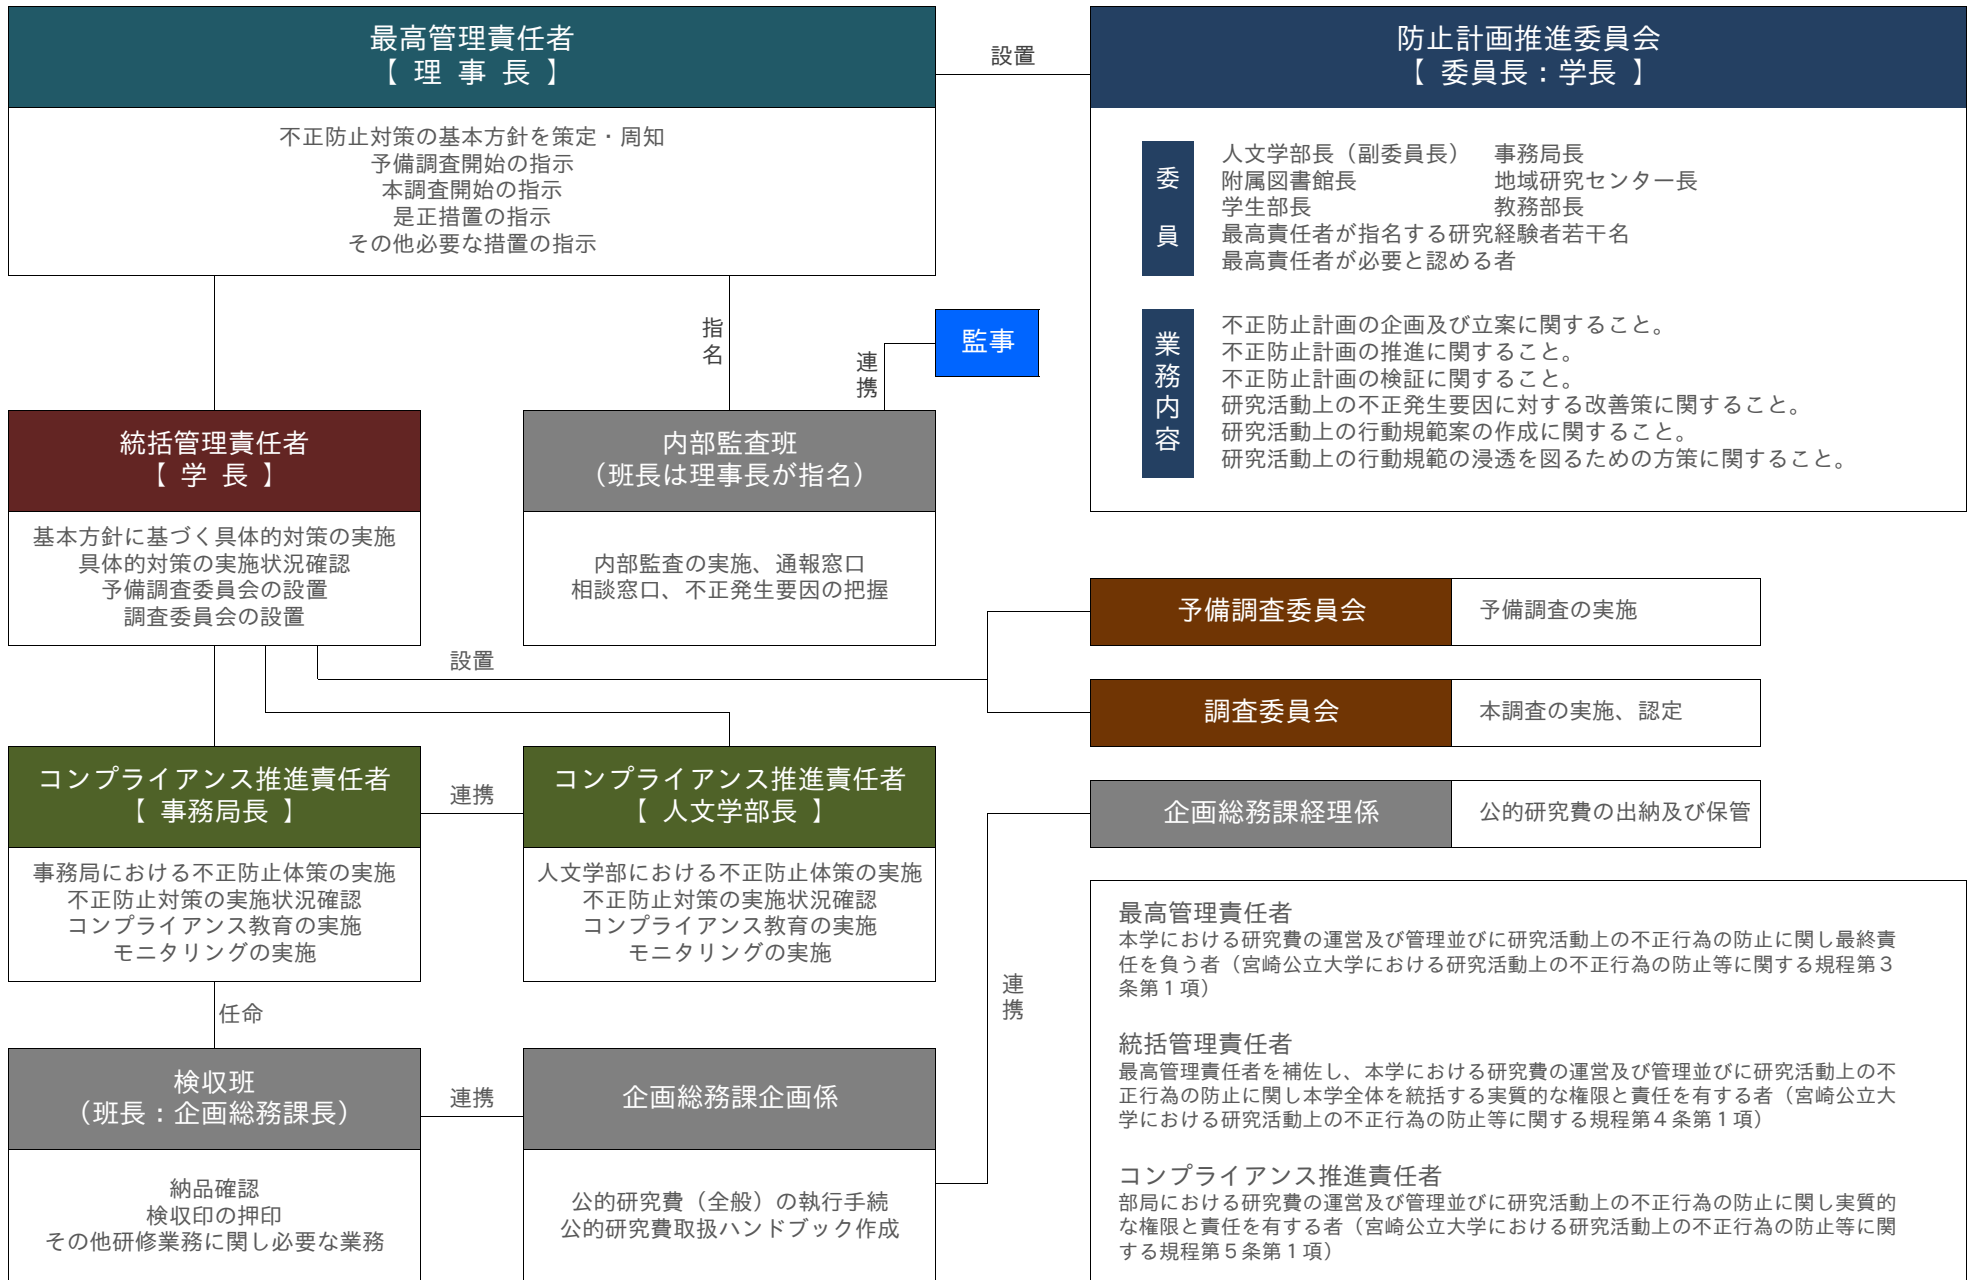 最高管理責任者
【 理 事 長 】
不正防止対策の基本方針を策定・周知
予備調査開始の指示
本調査開始の指示
是正措置の指示
その他必要な措置の指示
設置
防止計画推進委員会
【 委員長：学長 】
委員
人文学部長（副委員長） 事務局長
附属図書館長 地域研究センター長
学生部長 教務部長
最高責任者が指名する研究経験者若干名
最高責任者が必要と認める者
業務内容
不正防止計画の企画及び立案に関すること。
不正防止計画の推進に関すること。
不正防止計画の検証に関すること。
研究活動上の不正発生要因に対する改善策に関すること。
研究活動上の行動規範案の作成に関すること。
研究活動上の行動規範の浸透を図るための方策に関すること。
指名
連携
監事
統括管理責任者
【 学 長 】
基本方針に基づく具体的対策の実施
具体的対策の実施状況確認
予備調査委員会の設置
調査委員会の設置
内部監査班
（班長は理事長が指名）
内部監査の実施、通報窓口
相談窓口、不正発生要因の把握
設置
予備調査委員会
予備調査の実施
調査委員会
本調査の実施、認定
コンプライアンス推進責任者
【 事務局長 】
事務局における不正防止体策の実施
不正防止対策の実施状況確認
コンプライアンス教育の実施
モニタリングの実施
連携
コンプライアンス推進責任者
【 人文学部長 】
人文学部における不正防止体策の実施
不正防止対策の実施状況確認
コンプライアンス教育の実施
モニタリングの実施
企画総務課経理係
公的研究費の出納及び保管
連携
任命
検収班
（班長：企画総務課長）
納品確認
検収印の押印
その他研修業務に関し必要な業務
連携
企画総務課企画係
公的研究費（全般）の執行手続
公的研究費取扱ハンドブック作成
最高管理責任者
本学における研究費の運営及び管理並びに研究活動上の不正行為の防止に関し最終責
任を負う者（宮崎公立大学における研究活動上の不正行為の防止等に関する規程第３
条第１項）
統括管理責任者
最高管理責任者を補佐し、本学における研究費の運営及び管理並びに研究活動上の不
正行為の防止に関し本学全体を統括する実質的な権限と責任を有する者（宮崎公立大
学における研究活動上の不正行為の防止等に関する規程第４条第１項）
コンプライアンス推進責任者
部局における研究費の運営及び管理並びに研究活動上の不正行為の防止に関し実質的
な権限と責任を有する者（宮崎公立大学における研究活動上の不正行為の防止等に関
する規程第５条第１項）